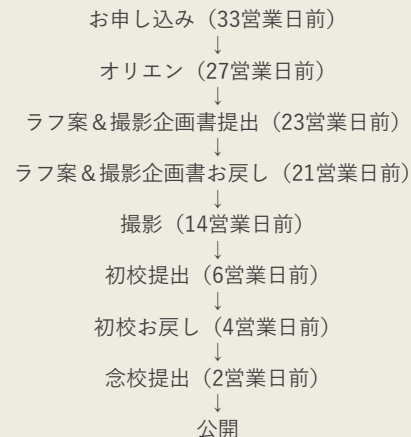 お申し込み（33営業日前）
↓
オリエン（27営業日前）
↓
ラフ案＆撮影企画書提出（23営業日前）
↓
ラフ案＆撮影企画書お戻し（21営業日前）
↓
撮影（14営業日前）
↓
初校提出（6営業日前）
↓
初校お戻し（4営業日前）
↓
念校提出（2営業日前）
↓
公開